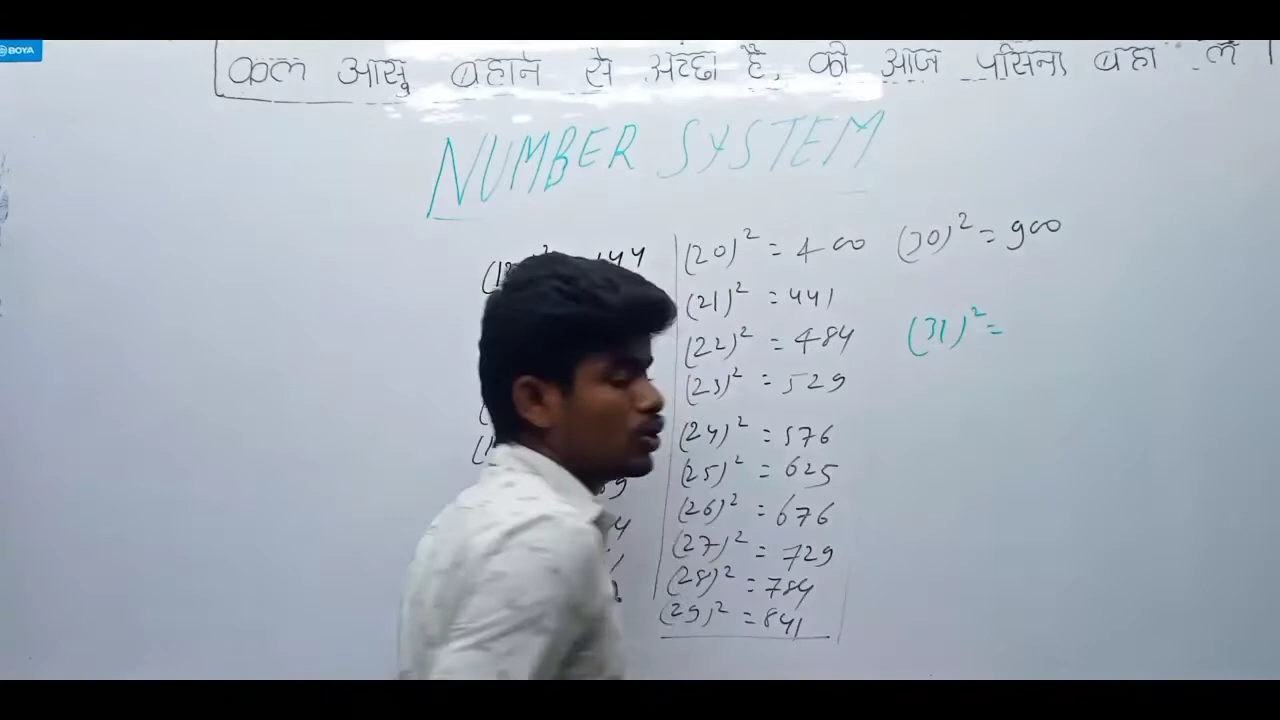 BOYA
कल आसु बहाने से अच्छा है, की आज पसिना बहा ले ।
NUMBER SYSTEM
(20)² = 400
(21)² = 441
(22)² = 484
(23)² = 529
(24)² = 576
(25)² = 625
(26)² = 676
(27)² = 729
(28)² = 784
(29)² = 841
(30)² = 900
(31)² =